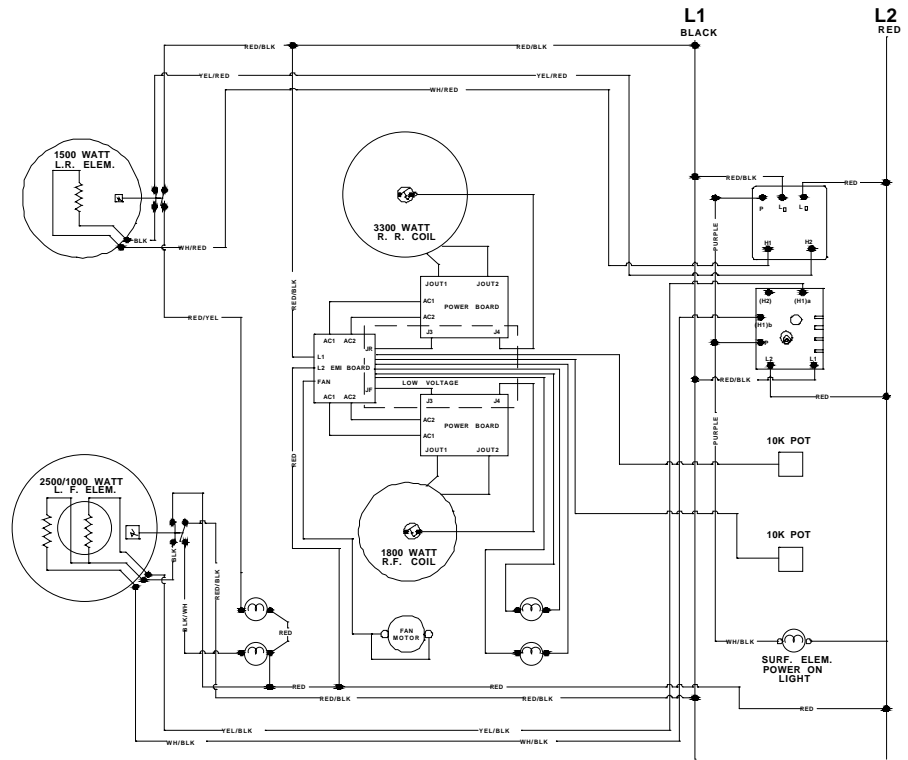 L1
BLACK
L2
RED
RED/BLK
RED/BLK
YEL/RED
YEL/RED
WH/RED
1500 WATT
L.R. ELEM.
BLK
WH/RED
3300 WATT
R. R. COIL
RED/BLK
RED
P
H1
H2
PURPLE
JOUT1
JOUT2
AC1
POWER BOARD
AC2
J3
J4
RED/BLK
RED/YEL
AC1
AC2
JR
L1
L2 EMI BOARD
FAN
JF
LOW VOLTAGE
AC1
AC2
J3
J4
AC2
POWER BOARD
AC1
JOUT1
JOUT2
(H2)
(H1)a
(H1)b
P
L2
L1
RED/BLK
RED
PURPLE
RED
10K POT
2500/1000 WATT
L. F. ELEM.
BLK
RED/BLK
BLK/WH
1800 WATT
R.F. COIL
10K POT
RED
FAN
MOTOR
WH/BLK
SURF. ELEM.
POWER ON
LIGHT
RED
RED
RED/BLK
RED/BLK
RED
YEL/BLK
YEL/BLK
WH/BLK
WH/BLK